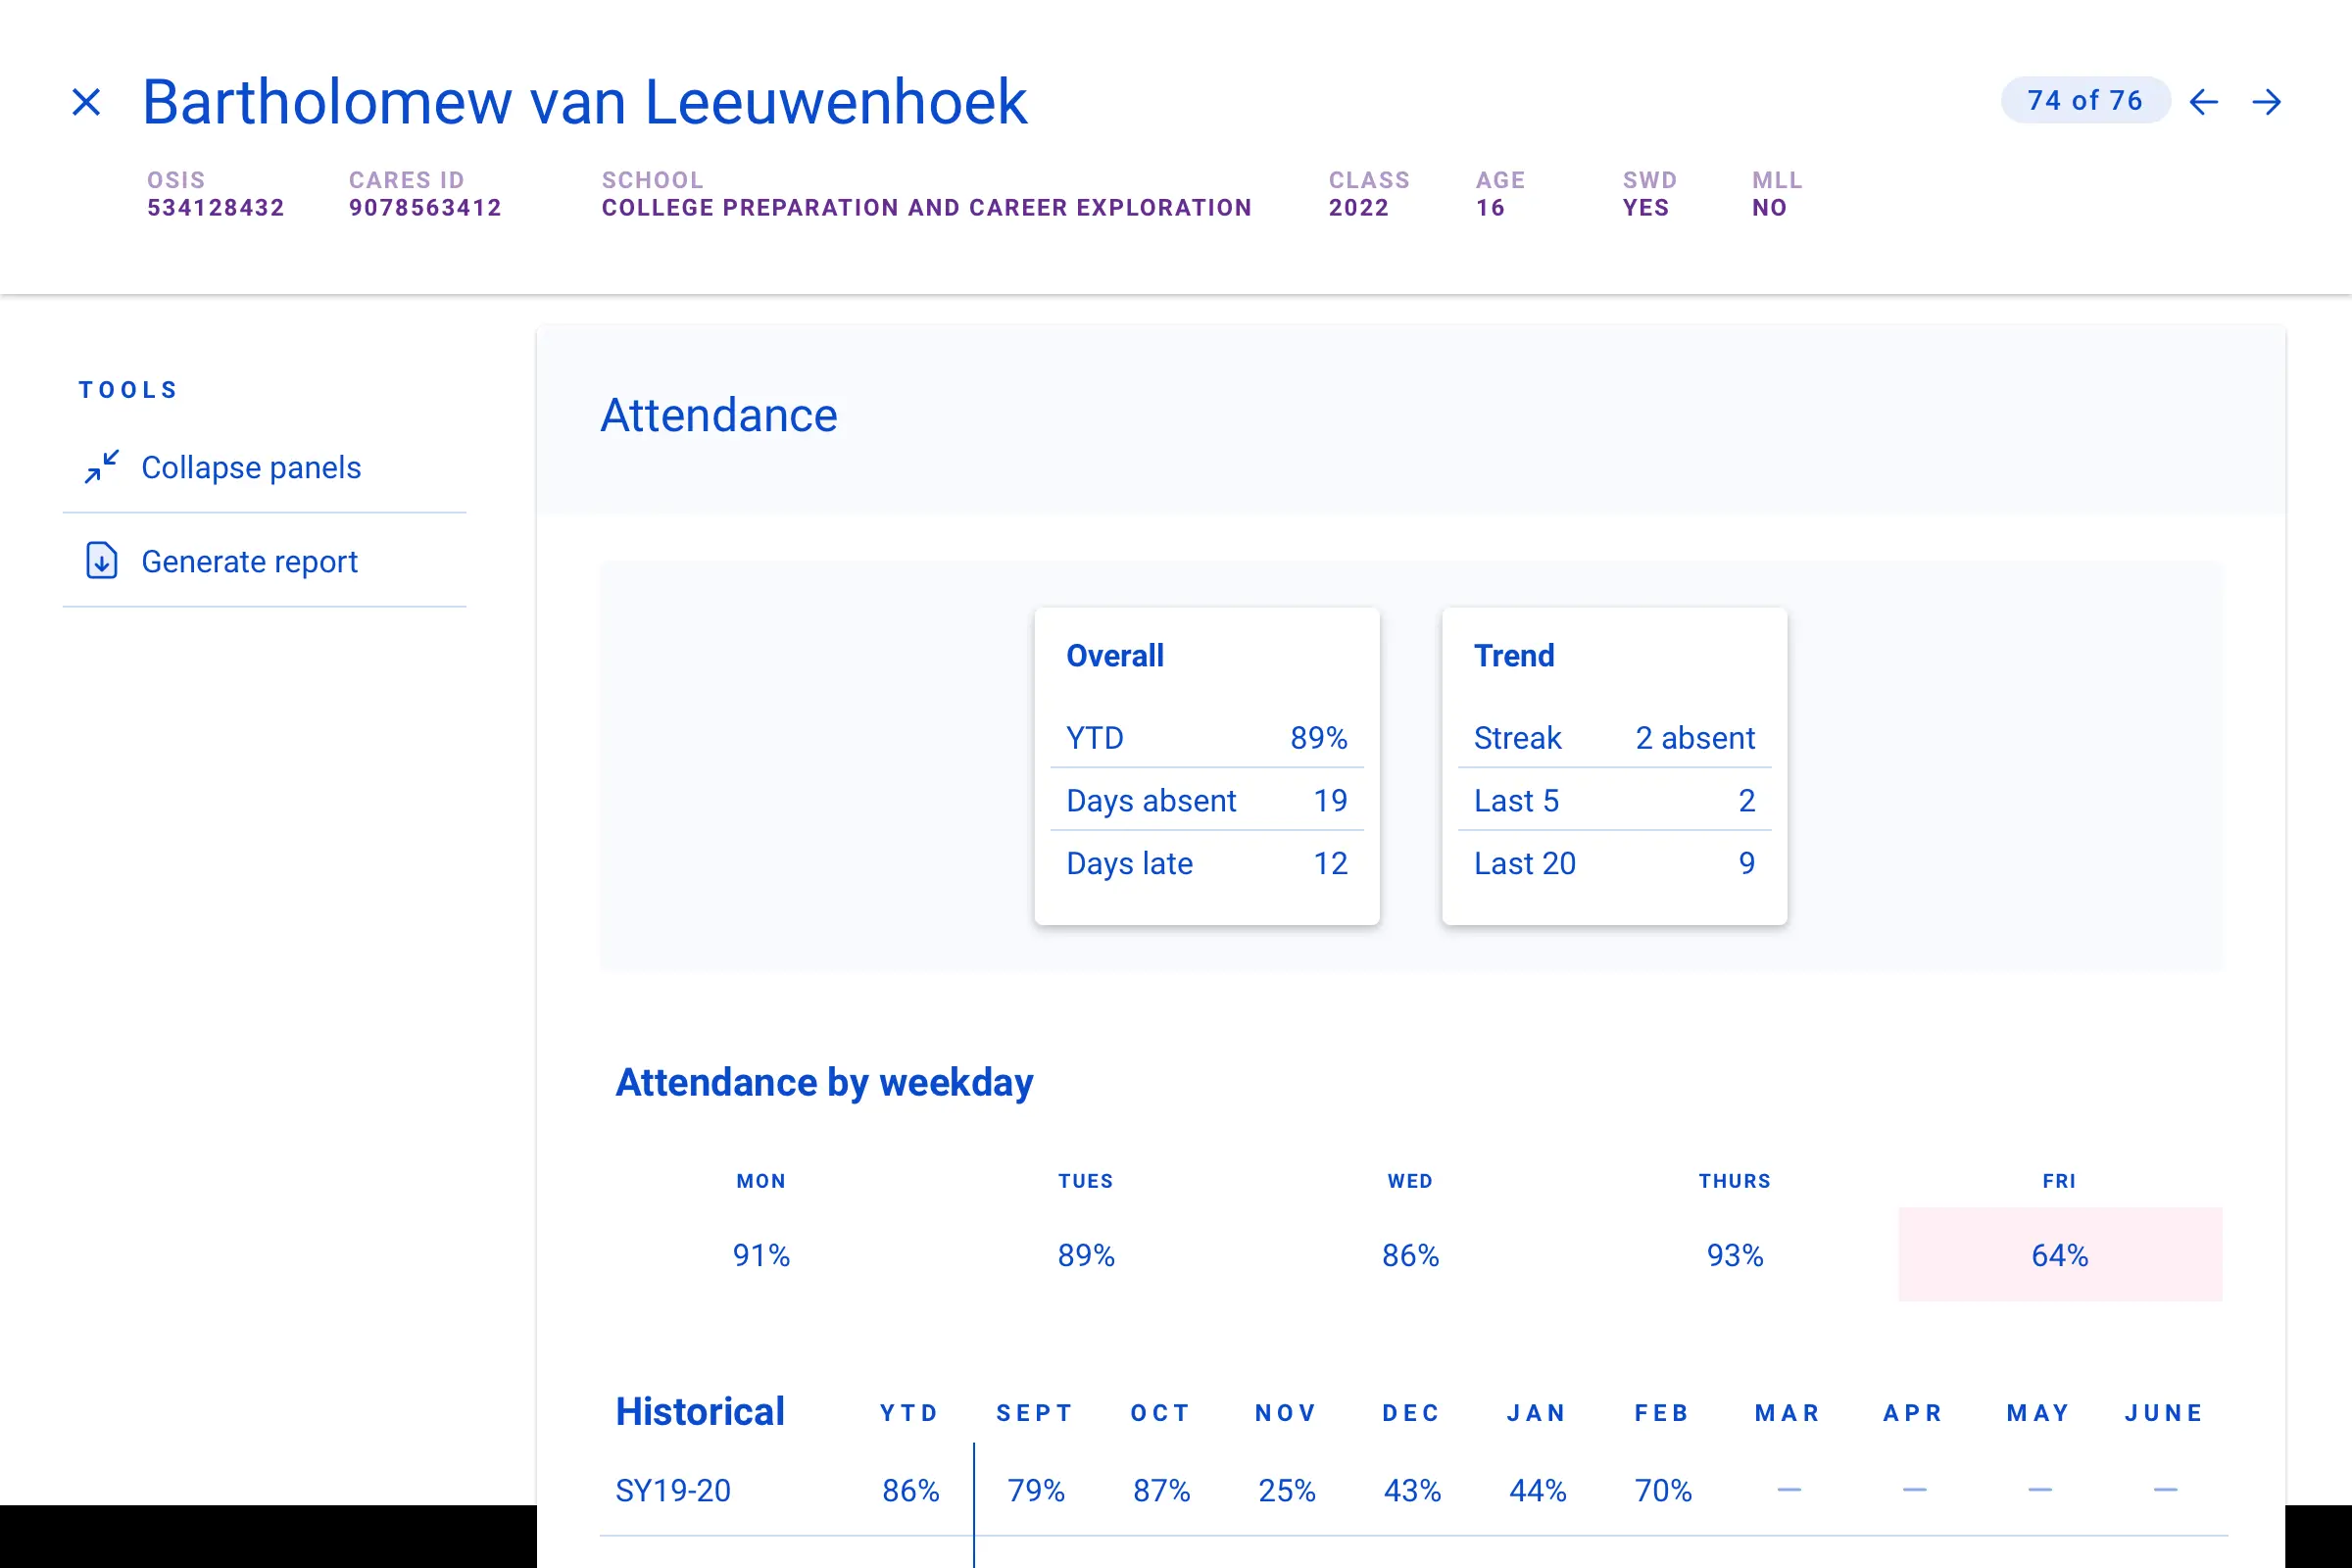 Bartholomew van Leeuwenhoek
74 of 76
OSIS CARES ID SCHOOL CLASS AGE SWD MLL
534128432 9078563412 COLLEGE PREPARATION AND CAREER EXPLORATION 2022 16 YES NO
TOOLS
Collapse panels
Generate report
Attendance
Overall
YTD 89%
Days absent 19
Days late 12
Trend
Streak 2 absent
Last 5 2
Last 20 9
Attendance by weekday
MON TUES WED THURS FRI
91% 89% 86% 93% 64%
Historical YTD SEPT OCT NOV DEC JAN FEB MAR APR MAY JUNE
SY19-20 86% 79% 87% 25% 43% 44% 70% — — — —